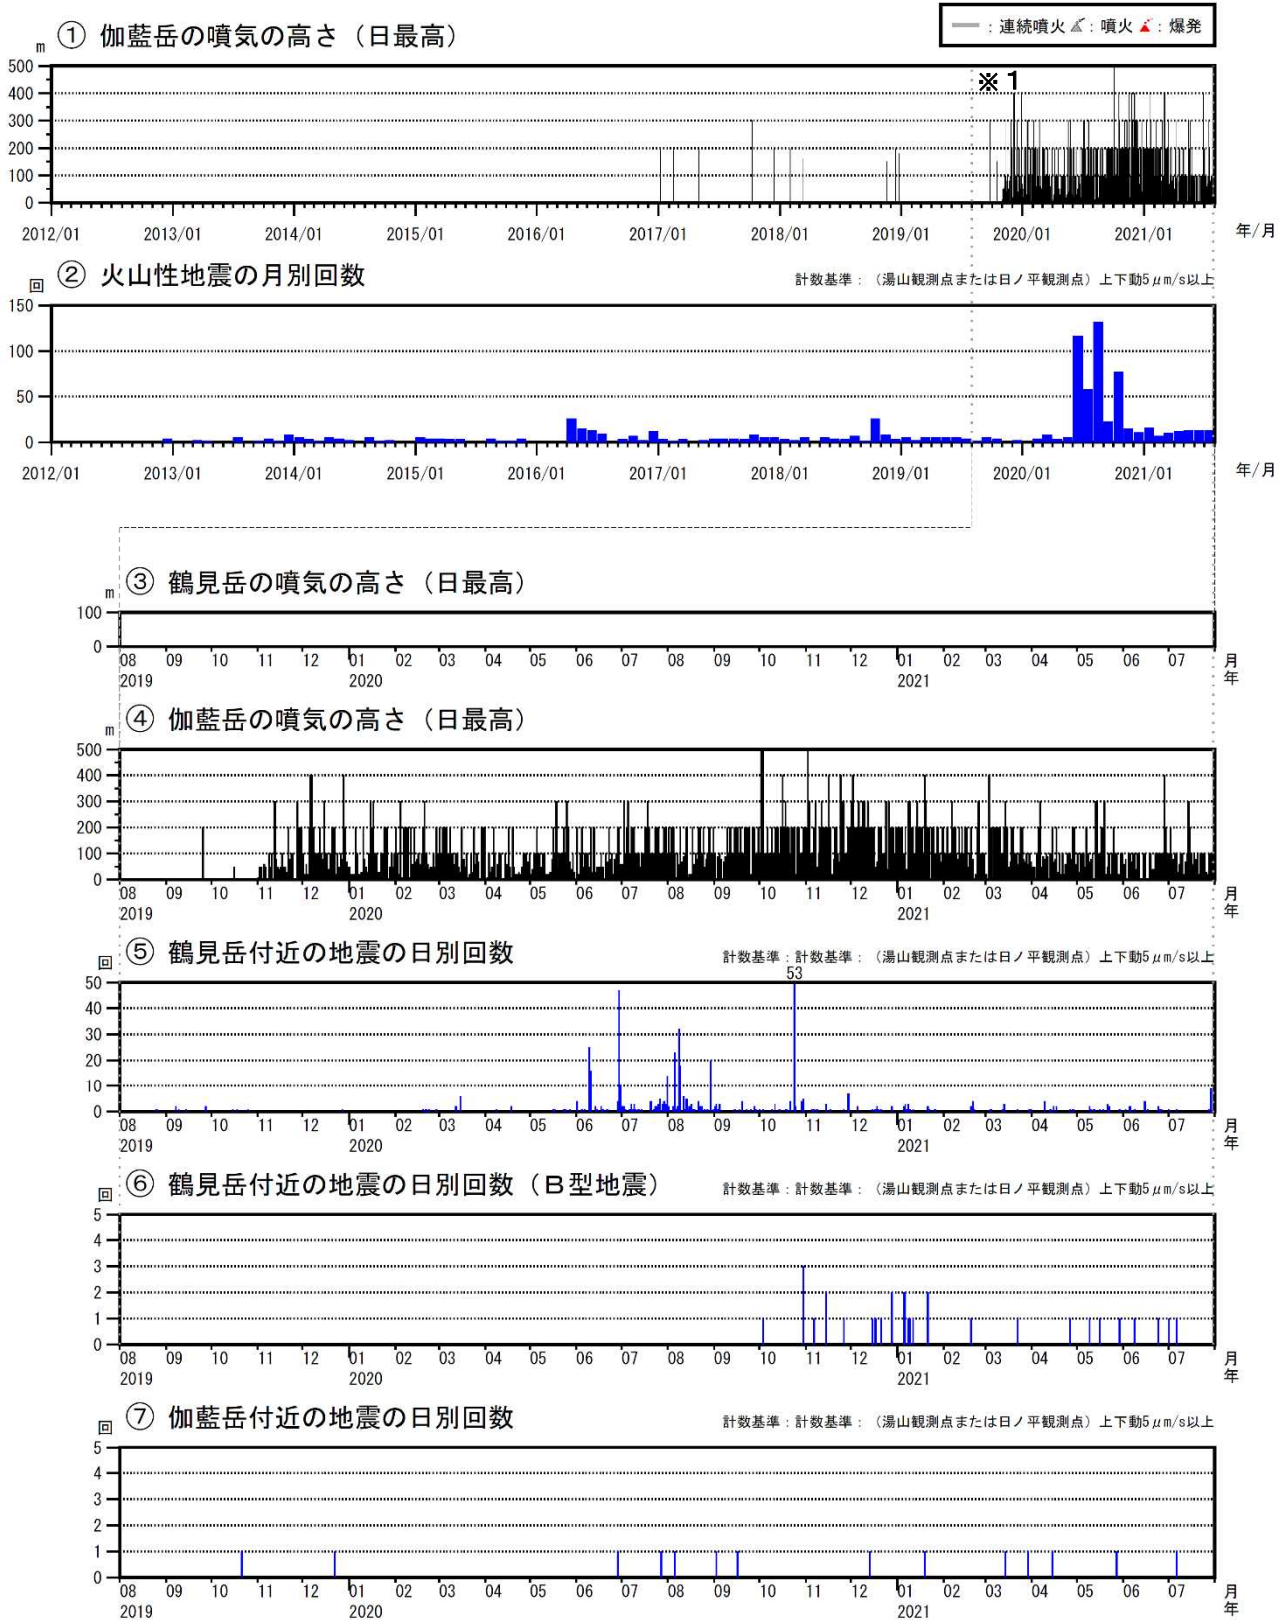 ━ : 連続噴火 : 噴火 : 爆発
m ① 伽藍岳の噴気の高さ（日最高）
※1
500
400
300
200
100
0
2012/01 2013/01 2014/01 2015/01 2016/01 2017/01 2018/01 2019/01 2020/01 2021/01 年/月
回 ② 火山性地震の月別回数 計数基準：（湯山観測点または日ノ平観測点）上下動5μm/s以上
150
100
50
0
2012/01 2013/01 2014/01 2015/01 2016/01 2017/01 2018/01 2019/01 2020/01 2021/01 年/月
m ③ 鶴見岳の噴気の高さ（日最高）
100
0
08 09 10 11 12 01 02 03 04 05 06 07 08 09 10 11 12 01 02 03 04 05 06 07 月
2019 2020 2021 年
m ④ 伽藍岳の噴気の高さ（日最高）
500
400
300
200
100
0
08 09 10 11 12 01 02 03 04 05 06 07 08 09 10 11 12 01 02 03 04 05 06 07 月
2019 2020 2021 年
回 ⑤ 鶴見岳付近の地震の日別回数 計数基準：計数基準：（湯山観測点または日ノ平観測点）上下動5μm/s以上
53
50
40
30
20
10
0
08 09 10 11 12 01 02 03 04 05 06 07 08 09 10 11 12 01 02 03 04 05 06 07 月
2019 2020 2021 年
回 ⑥ 鶴見岳付近の地震の日別回数（Ｂ型地震） 計数基準：計数基準：（湯山観測点または日ノ平観測点）上下動5μm/s以上
5
4
3
2
1
0
08 09 10 11 12 01 02 03 04 05 06 07 08 09 10 11 12 01 02 03 04 05 06 07 月
2019 2020 2021 年
回 ⑦ 伽藍岳付近の地震の日別回数 計数基準：計数基準：（湯山観測点または日ノ平観測点）上下動5μm/s以上
5
4
3
2
1
0
08 09 10 11 12 01 02 03 04 05 06 07 08 09 10 11 12 01 02 03 04 05 06 07 月
2019 2020 2021 年